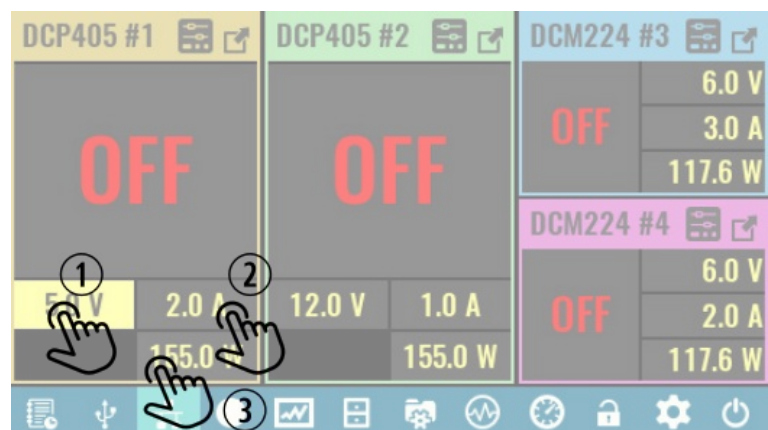 DCP405 #1
OFF
①
②
2.0 A
③
DCP405 #2
OFF
12.0 V 1.0 A
155.0 W
DCM224 #3
OFF
6.0 V
3.0 A
117.6 W
DCM224 #4
OFF
6.0 V
2.0 A
117.6 W